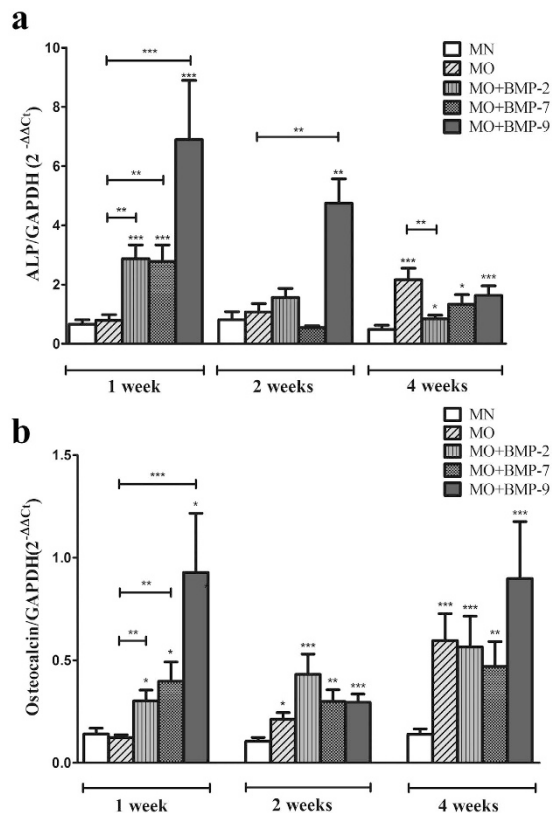 a
ALP/GAPDH (2 -ΔΔCt)
10
8
6
4
2
0
MN
MO
MO+BMP-2
MO+BMP-7
MO+BMP-9
***
***
**
**
***
***
**
**
**
***
*
*
***
1 week
2 weeks
4 weeks
b
Osteocalcin/GAPDH(2-ΔΔCt)
1.5
1.0
0.5
0.0
MN
MO
MO+BMP-2
MO+BMP-7
MO+BMP-9
***
*
**
**
*
*
*
***
**
***
***
***
**
***
1 week
2 weeks
4 weeks